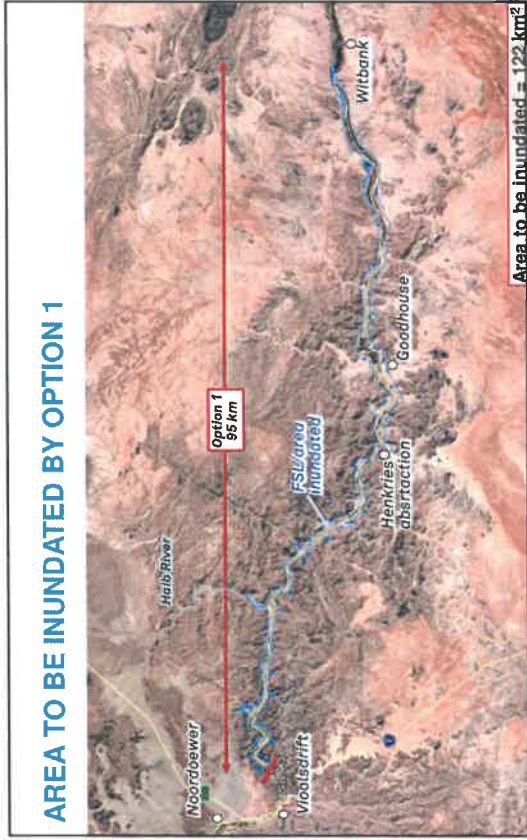 AREA TO BE INUNDATED BY OPTION 1
Noordoewer
Vioolsdrift
Haib River
Option 1
95 km
FSL/area
inundated
Henkries
absrtaction
Goodhouse
Witbank
Area to be inundated = 122 km²